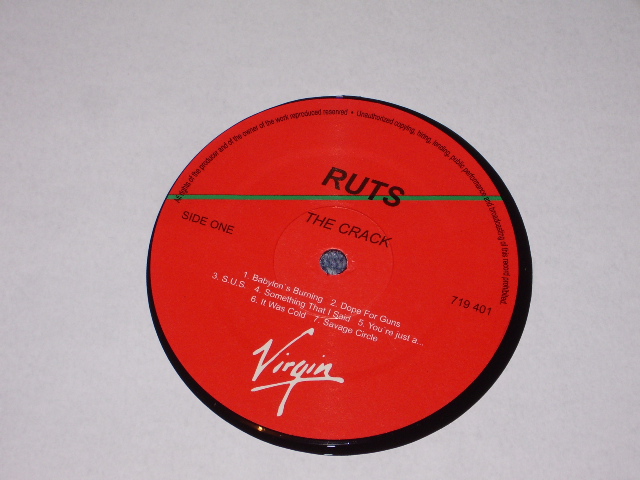 All rights of the producer and of the owner of the work reproduced reserved • Unauthorized copying, hiring, lending, public performance and broadcasting of this record prohibited
RUTS
SIDE ONE
THE CRACK
1. Babylon´s Burning 2. Dope For Guns
3. S.U.S. 4. Something That I Said 5. You´re just a...
6. It Was Cold 7. Savage Circle
719 401
Virgin